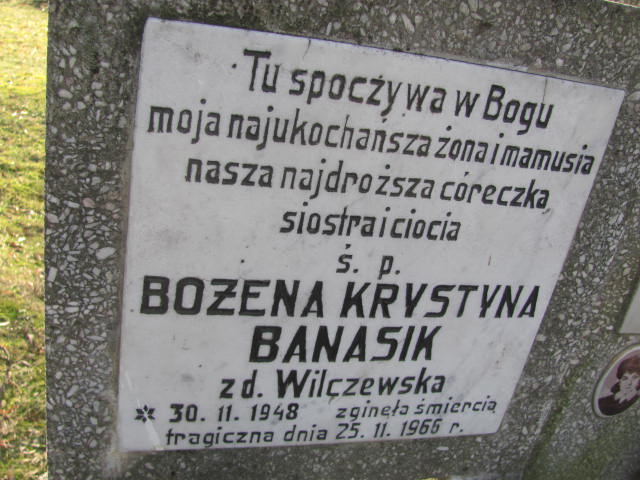 Tu spoczywa w Bogu
moja najukochańsza żona i mamusia
nasza najdroższa córeczka
siostra i ciocia
ś. p.
BOŻENA KRYSTYNA
BANASIK
zd. Wilczewska
* 30. 11. 1948 zginęła śmiercią
tragiczna dnia 25. 11. 1966 r.